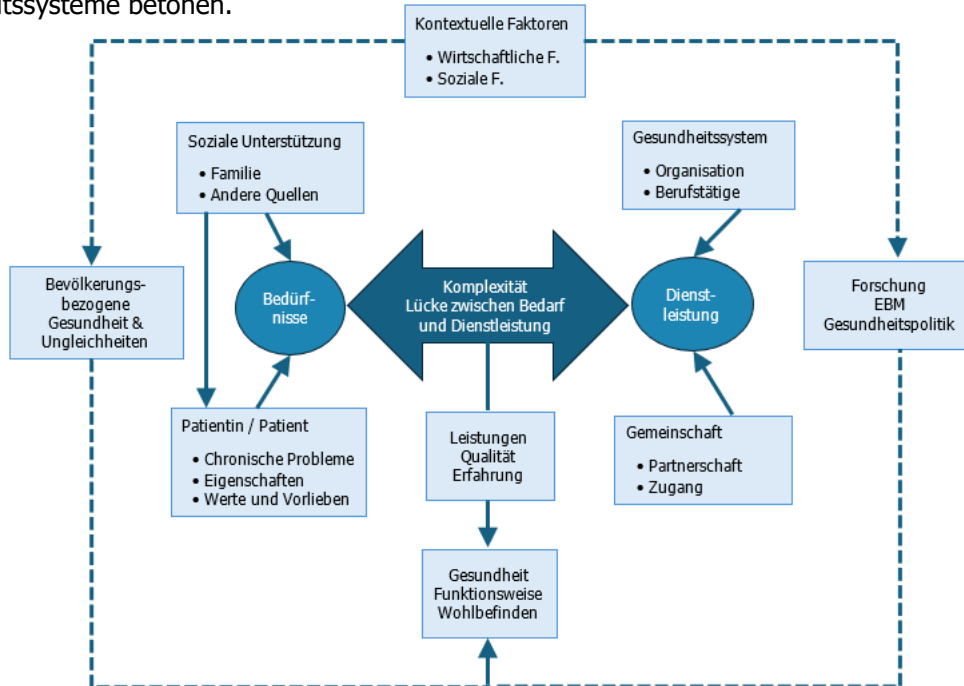 itssysteme betonen.
Kontextuelle Faktoren
• Wirtschaftliche F.
• Soziale F.
Soziale Unterstützung
• Familie
• Andere Quellen
Gesundheitssystem
• Organisation
• Berufstätige
Bevölkerungs-
bezogene
Gesundheit &
Ungleichheiten
Bedürf-
nisse
Komplexität
Lücke zwischen Bedarf
und Dienstleistung
Dienst-
leistung
Forschung
EBM
Gesundheitspolitik
Patientin / Patient
• Chronische Probleme
• Eigenschaften
• Werte und Vorlieben
Leistungen
Qualität
Erfahrung
Gemeinschaft
• Partnerschaft
• Zugang
Gesundheit
Funktionsweise
Wohlbefinden